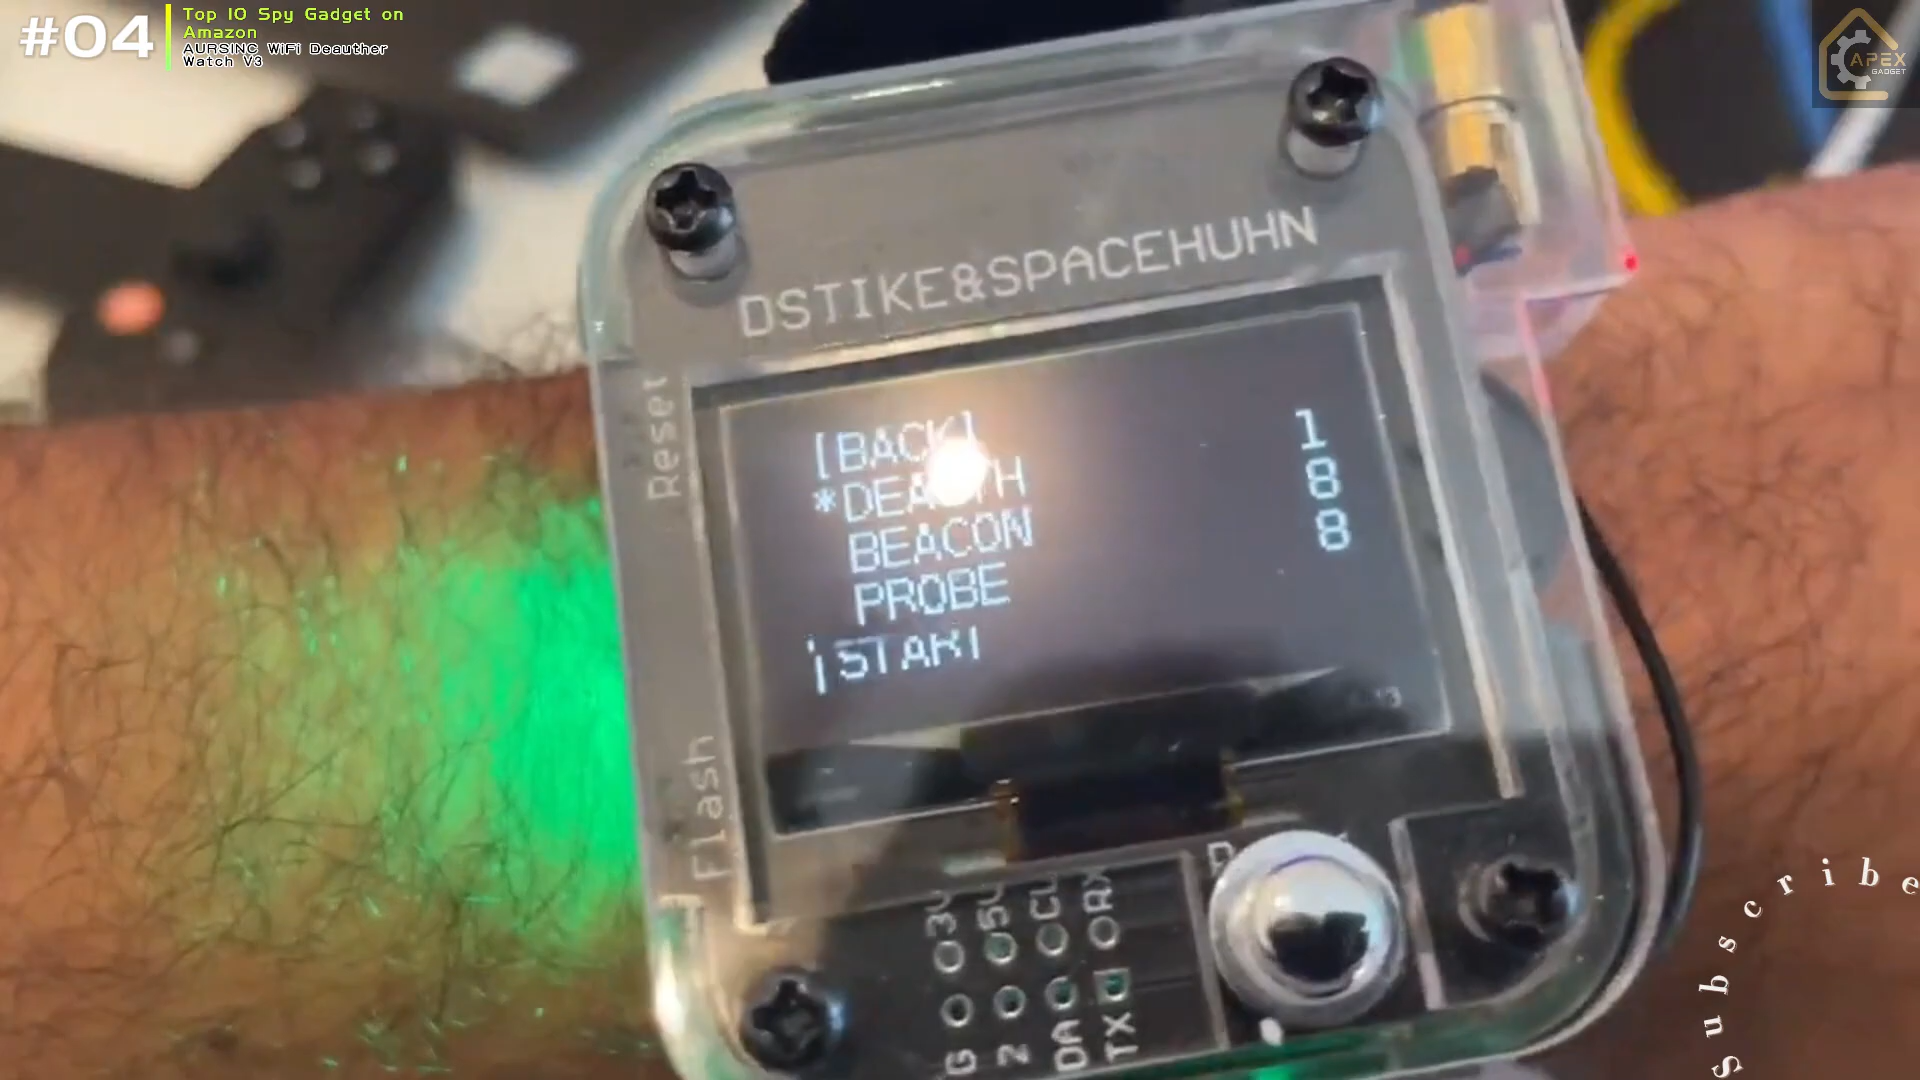 #04
Top 10 Spy Gadget on
Amazon
AURSINC WiFi Deauther
Watch V3
APEX
GADGET
DSTIKE&SPACEHUHN
Reset
[BACK]
*DEAUTH 1
BEACON 8
PROBE 8
[START
Flash
3V 5V CL RX
G 2 DA TX
Subscribe